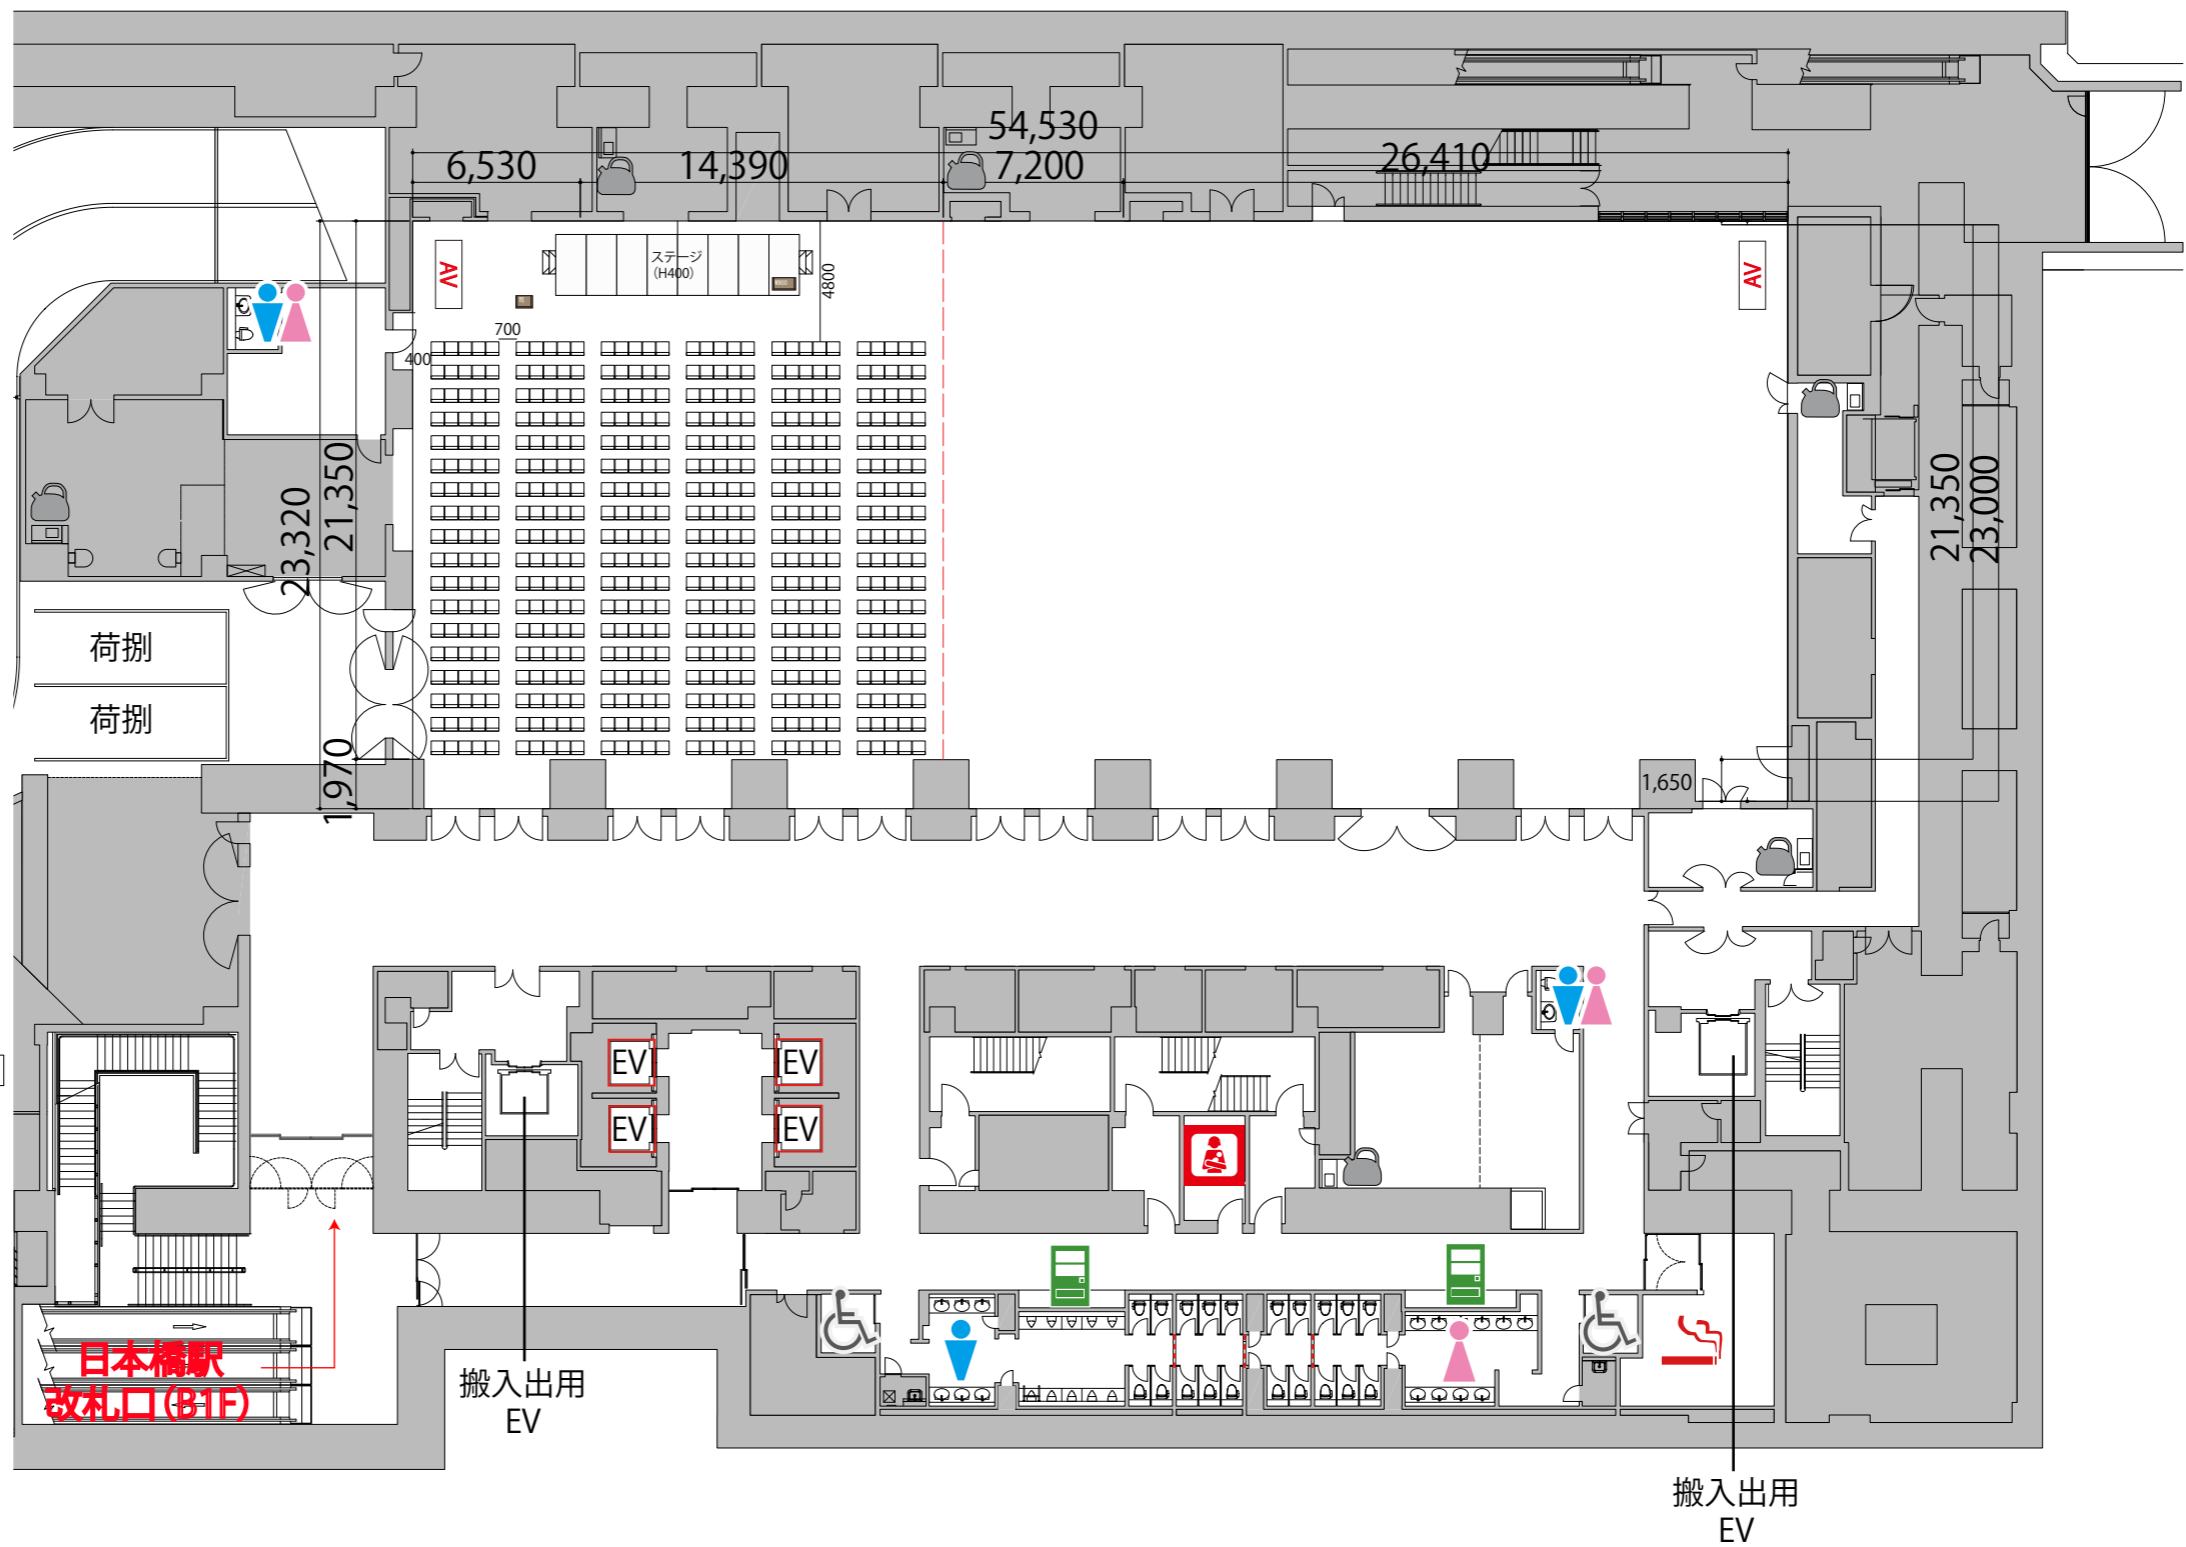 54,530
6,530
14,390
7,200
26,410
AV
ステージ
(H400)
4800
AV
700
400
23,320
21,350
1,970
21,350
23,000
荷捌
荷捌
1,650
EV
EV
EV
EV
日本橋駅
改札口(B1F)
搬入出用
EV
搬入出用
EV